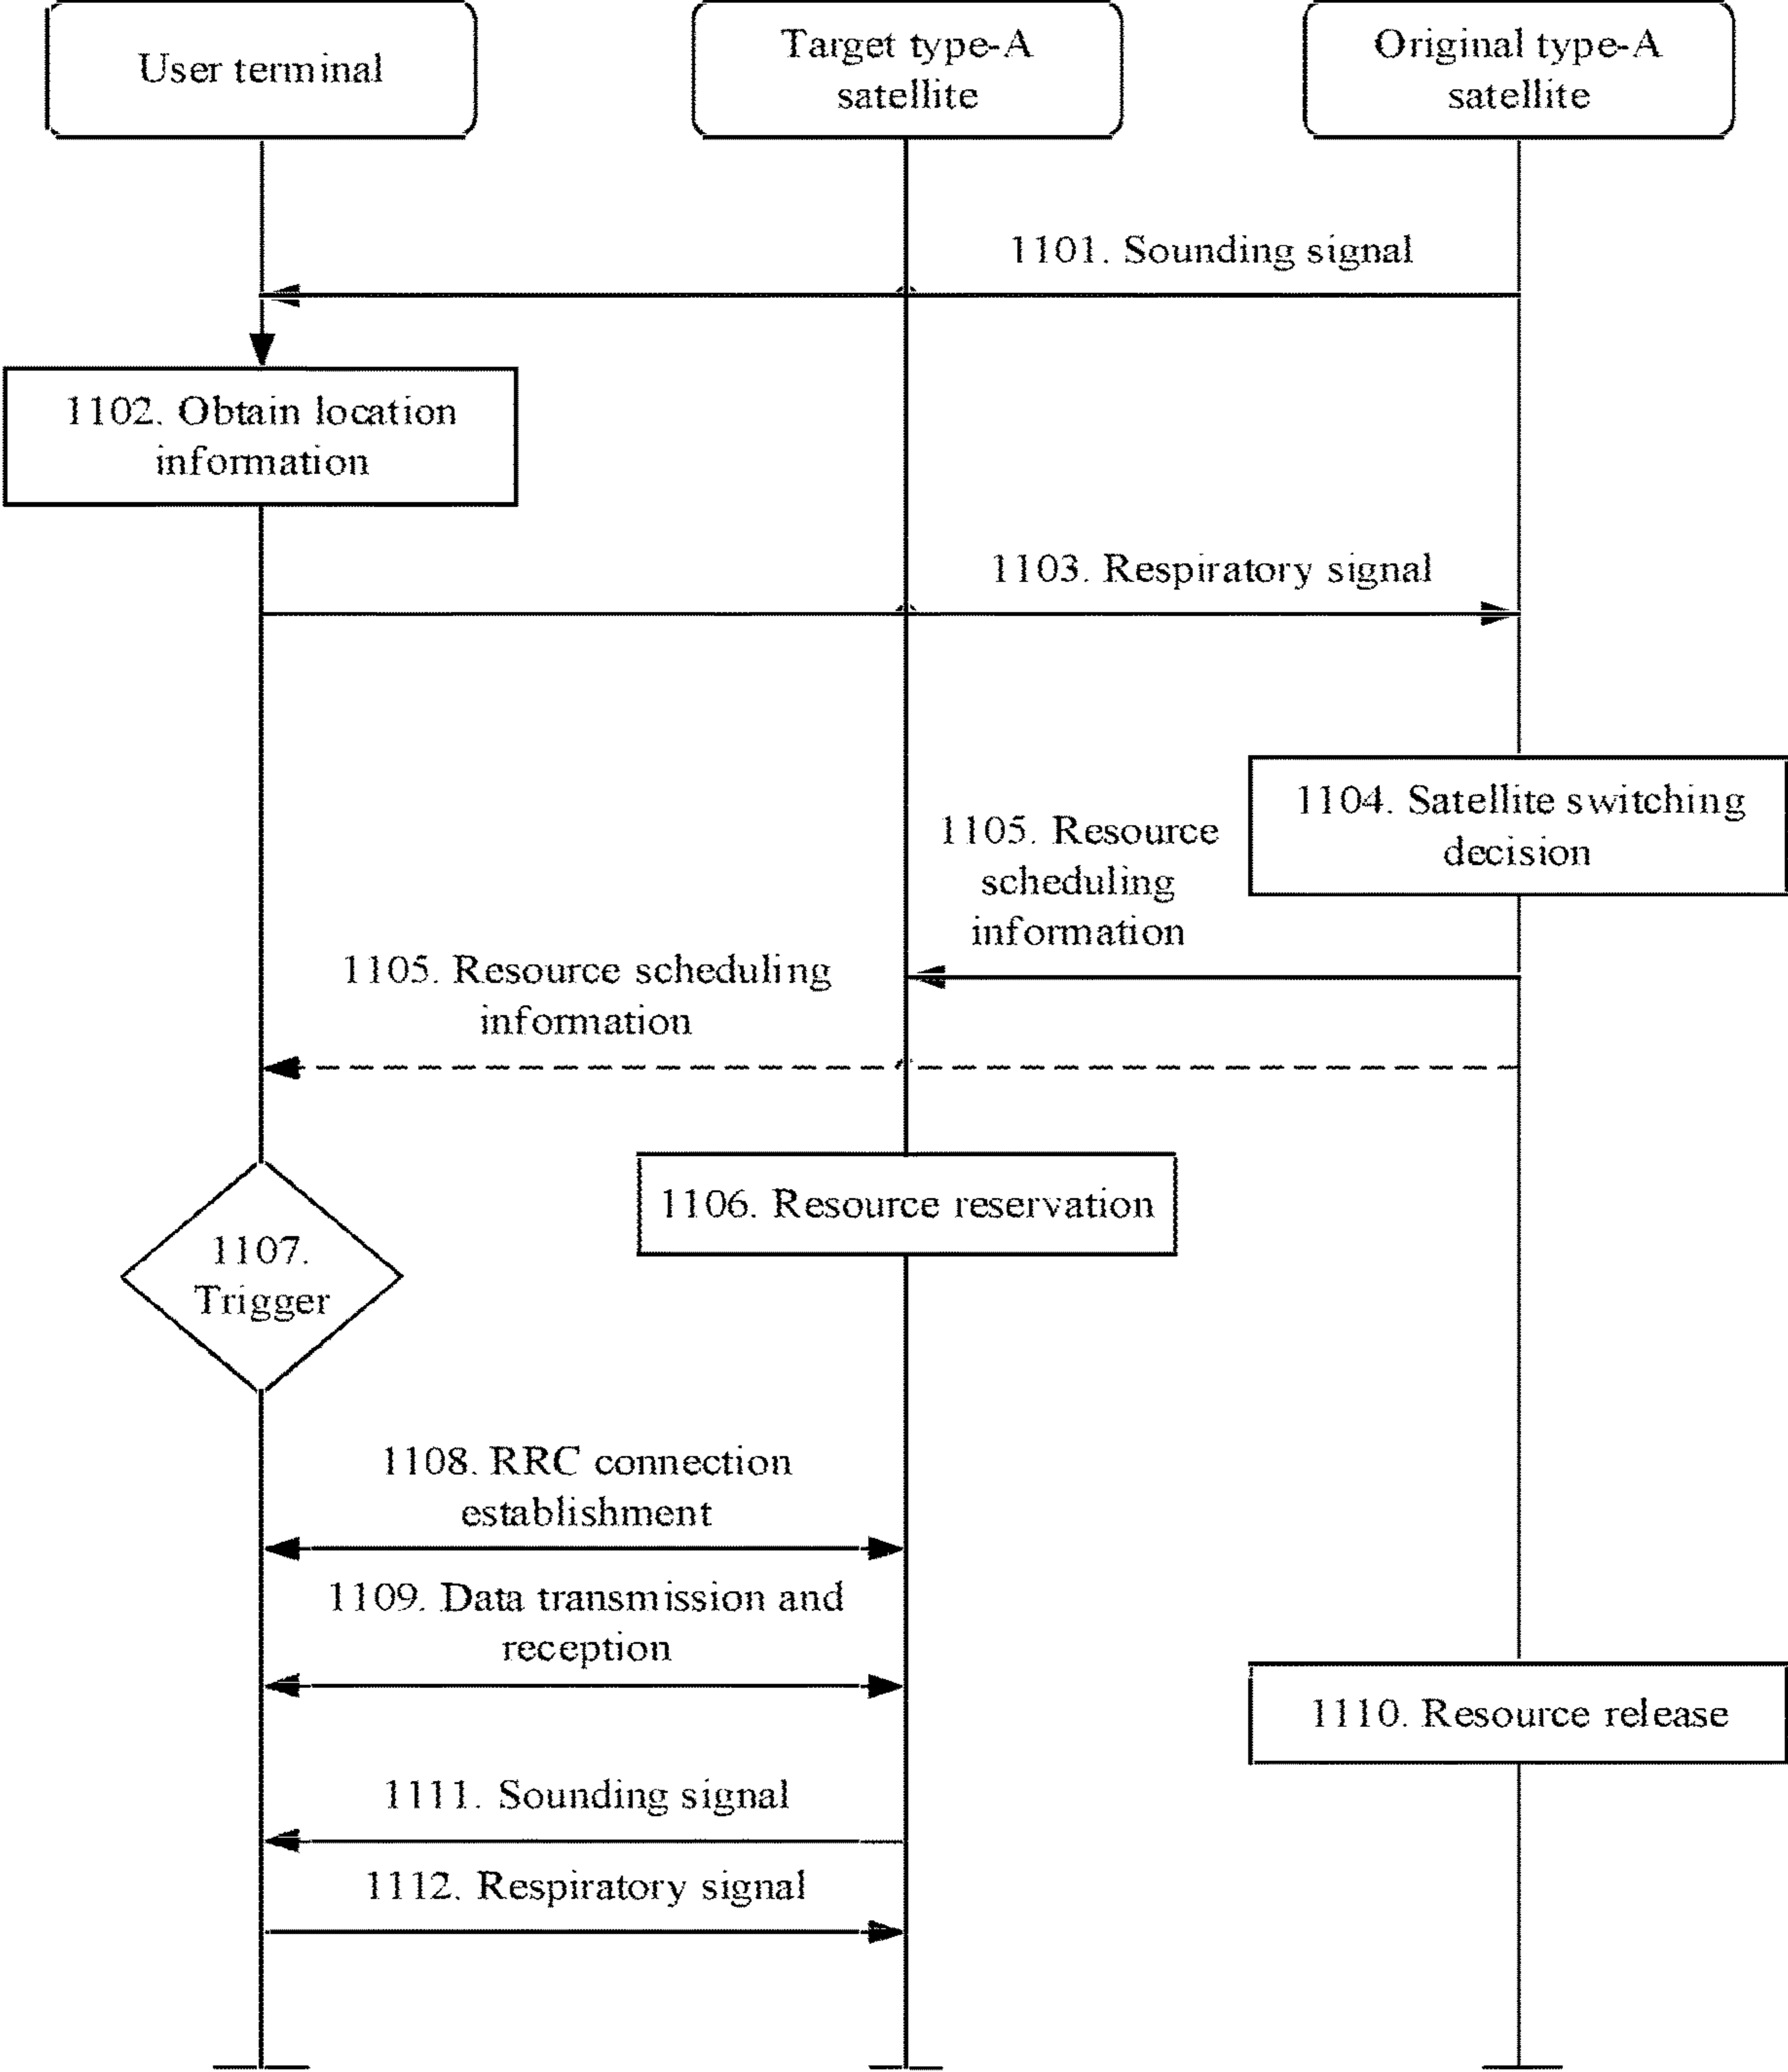 User terminal
Target type-A
satellite
Original type-A
satellite
1101. Sounding signal
1102. Obtain location
information
1103. Respiratory signal
1104. Satellite switching
decision
1105. Resource
scheduling
information
1105. Resource scheduling
information
1106. Resource reservation
1107.
Trigger
1108. RRC connection
establishment
1109. Data transmission and
reception
1110. Resource release
1111. Sounding signal
1112. Respiratory signal